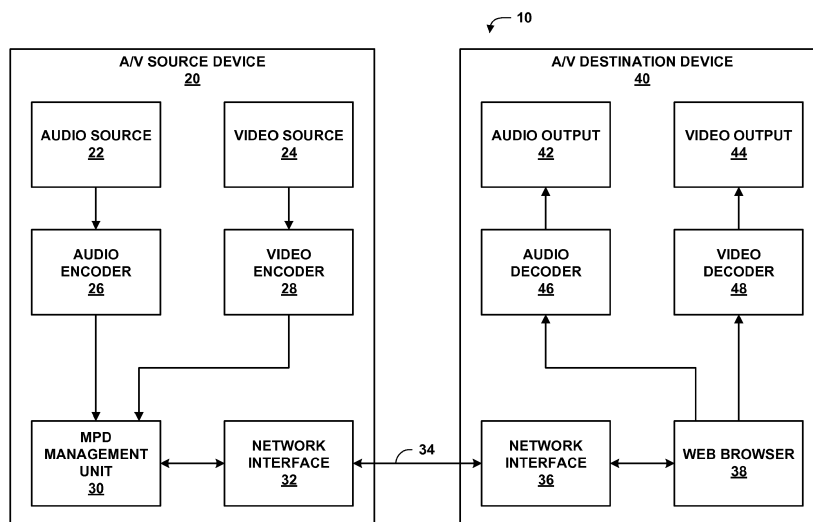 10
A/V SOURCE DEVICE
20
AUDIO SOURCE
22
VIDEO SOURCE
24
AUDIO
ENCODER
26
VIDEO
ENCODER
28
MPD
MANAGEMENT
UNIT
30
NETWORK
INTERFACE
32
34
A/V DESTINATION DEVICE
40
AUDIO OUTPUT
42
VIDEO OUTPUT
44
AUDIO
DECODER
46
VIDEO
DECODER
48
NETWORK
INTERFACE
36
WEB BROWSER
38